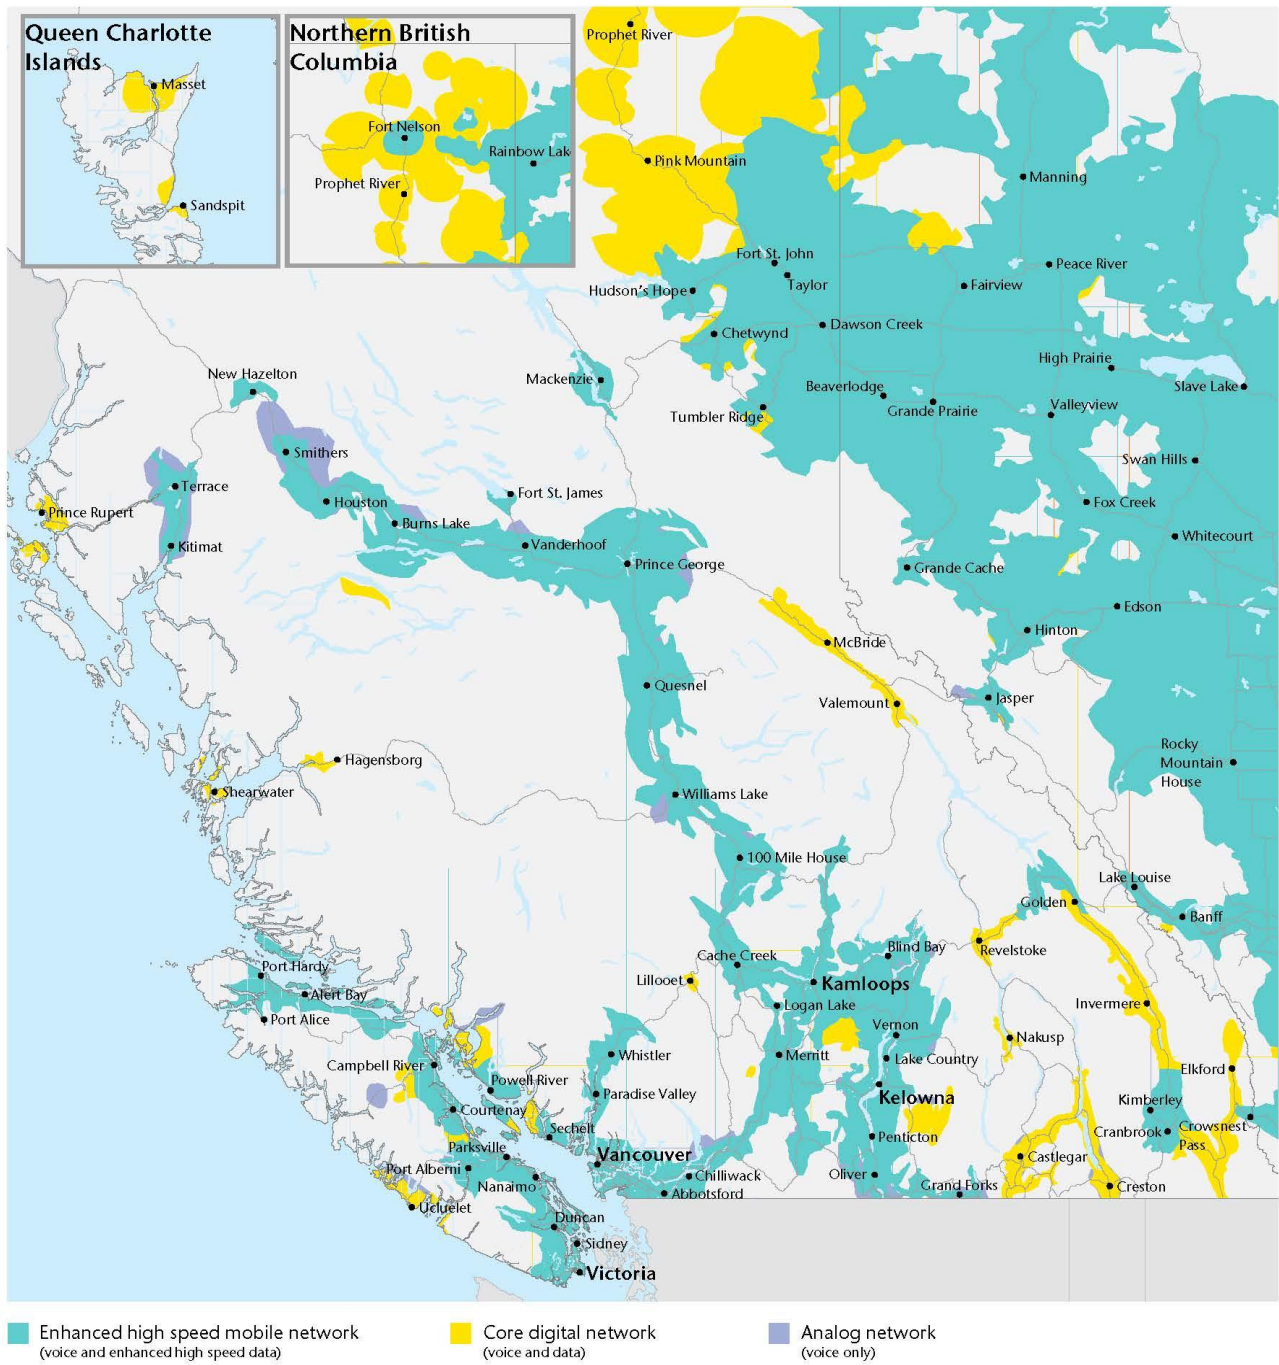 Queen Charlotte
Islands
Masset
Sandspit
Northern British
Columbia
Fort Nelson
Rainbow Lak
Prophet River
Prophet River
Pink Mountain
Manning
Fort St. John
Peace River
Taylor
Fairview
Hudson's Hope
Chetwynd
Dawson Creek
High Prairie
New Hazelton
Mackenzie
Beaverlodge
Slave Lake
Grande Prairie
Valleyview
Tumbler Ridge
Smithers
Swan Hills
Terrace
Fort St. James
Houston
Fox Creek
Prince Rupert
Burns Lake
Whitecourt
Kitimat
Vanderhoof
Prince George
Grande Cache
Edson
Hinton
McBride
Quesnel
Jasper
Valemount
Rocky
Mountain
House
Hagensborg
Shearwater
Williams Lake
100 Mile House
Lake Louise
Golden
Banff
Blind Bay
Revelstoke
Cache Creek
Port Hardy
Lillooet
Kamloops
Alert Bay
Logan Lake
Invermere
Port Alice
Vernon
Nakusp
Whistler
Merritt
Lake Country
Campbell River
Elkford
Powell River
Paradise Valley
Kelowna
Kimberley
Courtenay
Sechelt
Cranbrook
Crowsnest
Pass
Penticton
Parksville
Vancouver
Castlegar
Port Alberni
Chilliwack
Oliver
Nanaimo
Abbotsford
Grand Forks
Creston
Ucluelet
Duncan
Sidney
Victoria
Enhanced high speed mobile network
(voice and enhanced high speed data)
Core digital network
(voice and data)
Analog network
(voice only)